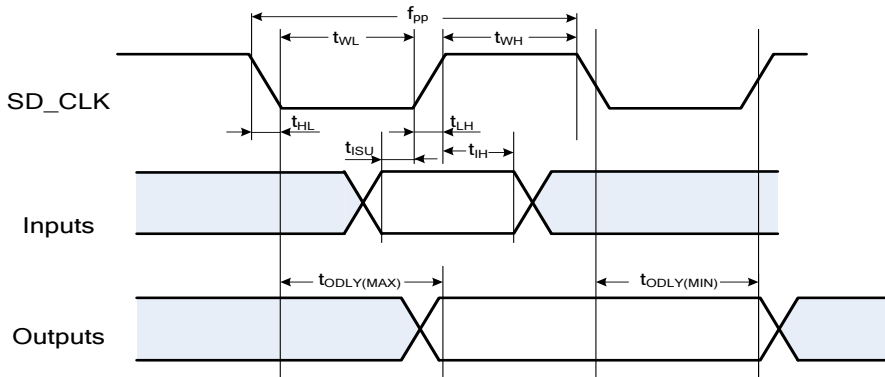 fpp
tWL
tWH
SD_CLK
tHL
tLH
tISU
tIH
Inputs
tODLY(MAX)
tODLY(MIN)
Outputs